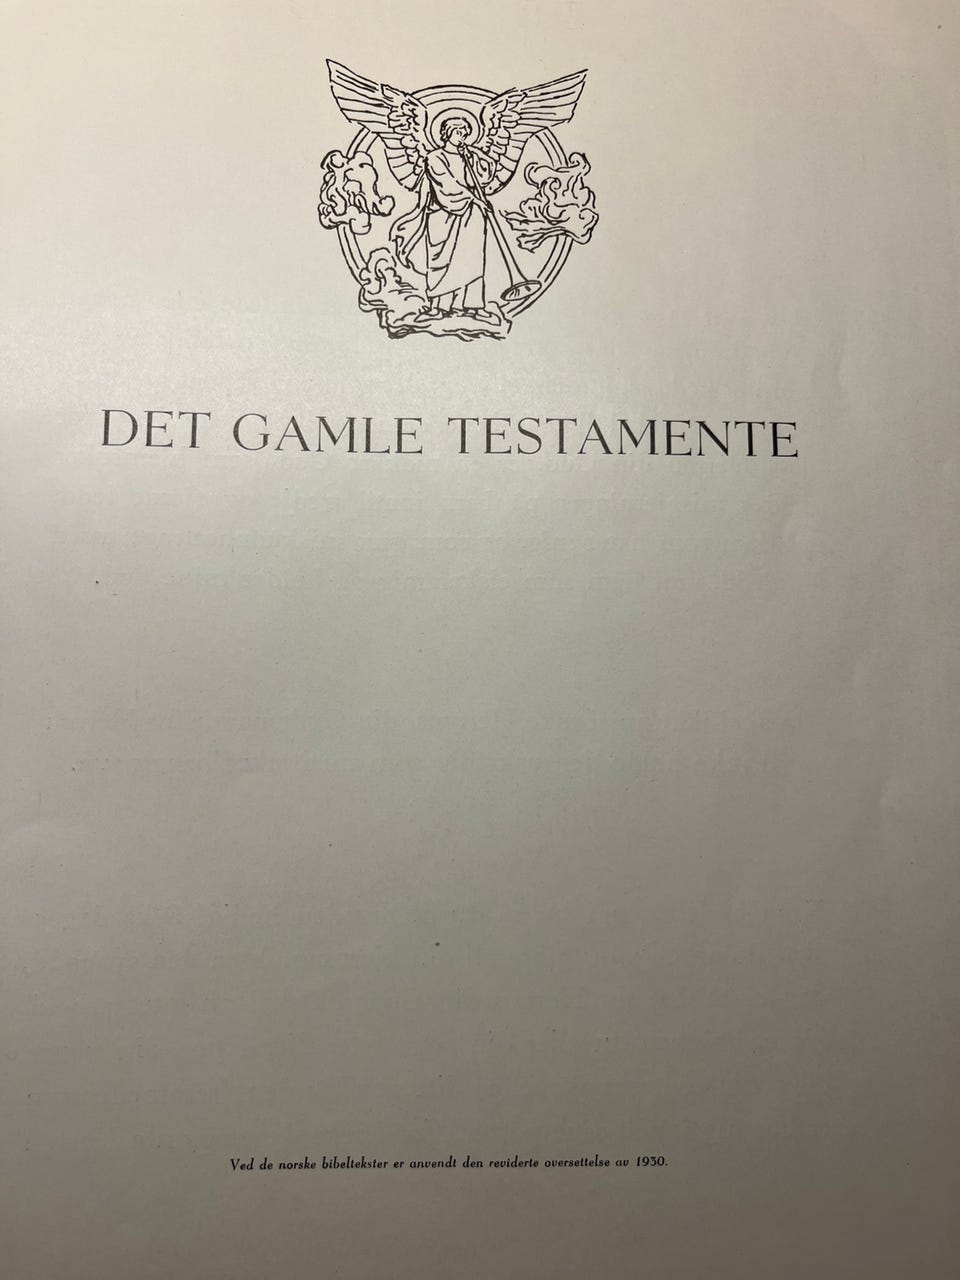 DET GAMLE TESTAMENTE
Ved de norske bibeltekster er anvendt den reviderte oversettelse av 1930.